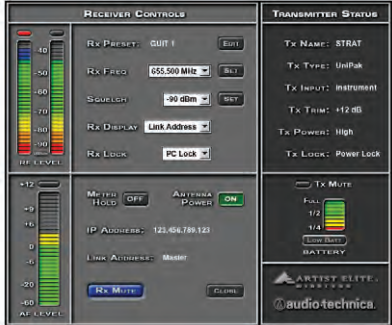 RECEIVER CONTROLS
RX PRESET: GUIT 1 EDIT
RX FREQ 655.500 MHz SET
SQUELCH -90 dBm SET
RX DISPLAY Link Address
RX LOCK PC Lock
-40
-50
-60
-70
-80
-90
RF LEVEL
TRANSMITTER STATUS
TX NAME: STRAT
TX TYPE: UniPak
TX INPUT: Instrument
TX TRIM: +12 dB
TX POWER: High
TX LOCK: Power Lock
+12
+9
+6
0
-6
-20
-60
AF LEVEL
METER HOLD OFF
ANTENNA POWER ON
IP ADDRESS: 123.456.789.123
LINK ADDRESS: Master
RX MUTE CLOSE
TX MUTE
FULL
1/2
1/4
LOW BATT
BATTERY
ARTIST ELITE
WIRELESS
audio-technica